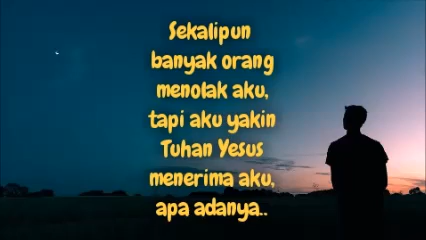 Sekalipun
banyak orang
menolak aku,
tapi aku yakin
Tuhan Yesus
menerima aku,
apa adanya..